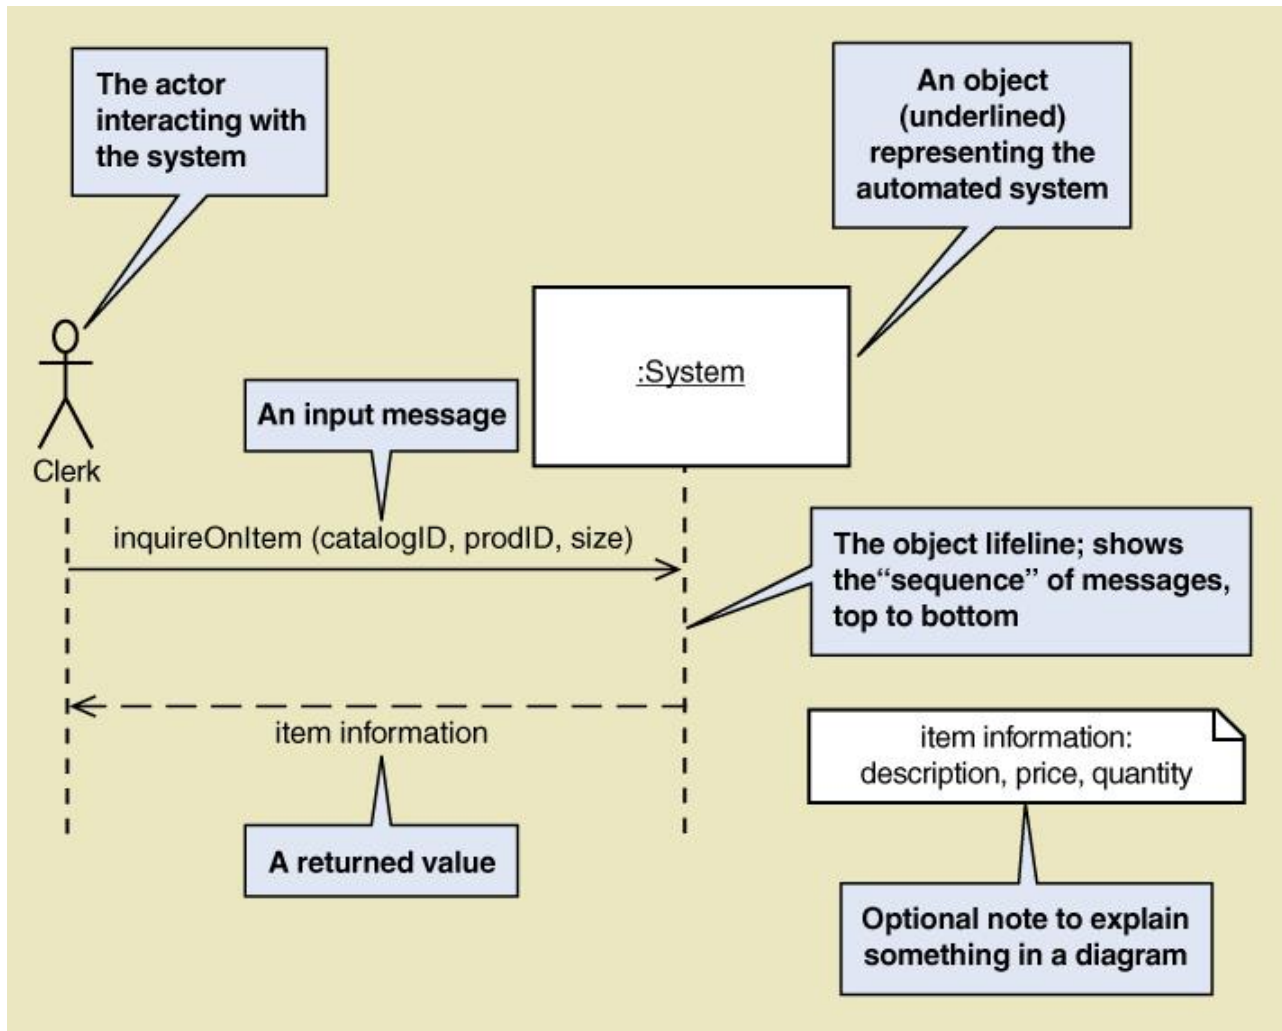 The actor
interacting with
the system
An object
(underlined)
representing the
automated system
:System
An input message
Clerk
inquireOnItem (catalogID, prodID, size)
The object lifeline; shows
the“sequence” of messages,
top to bottom
item information
item information:
description, price, quantity
A returned value
Optional note to explain
something in a diagram